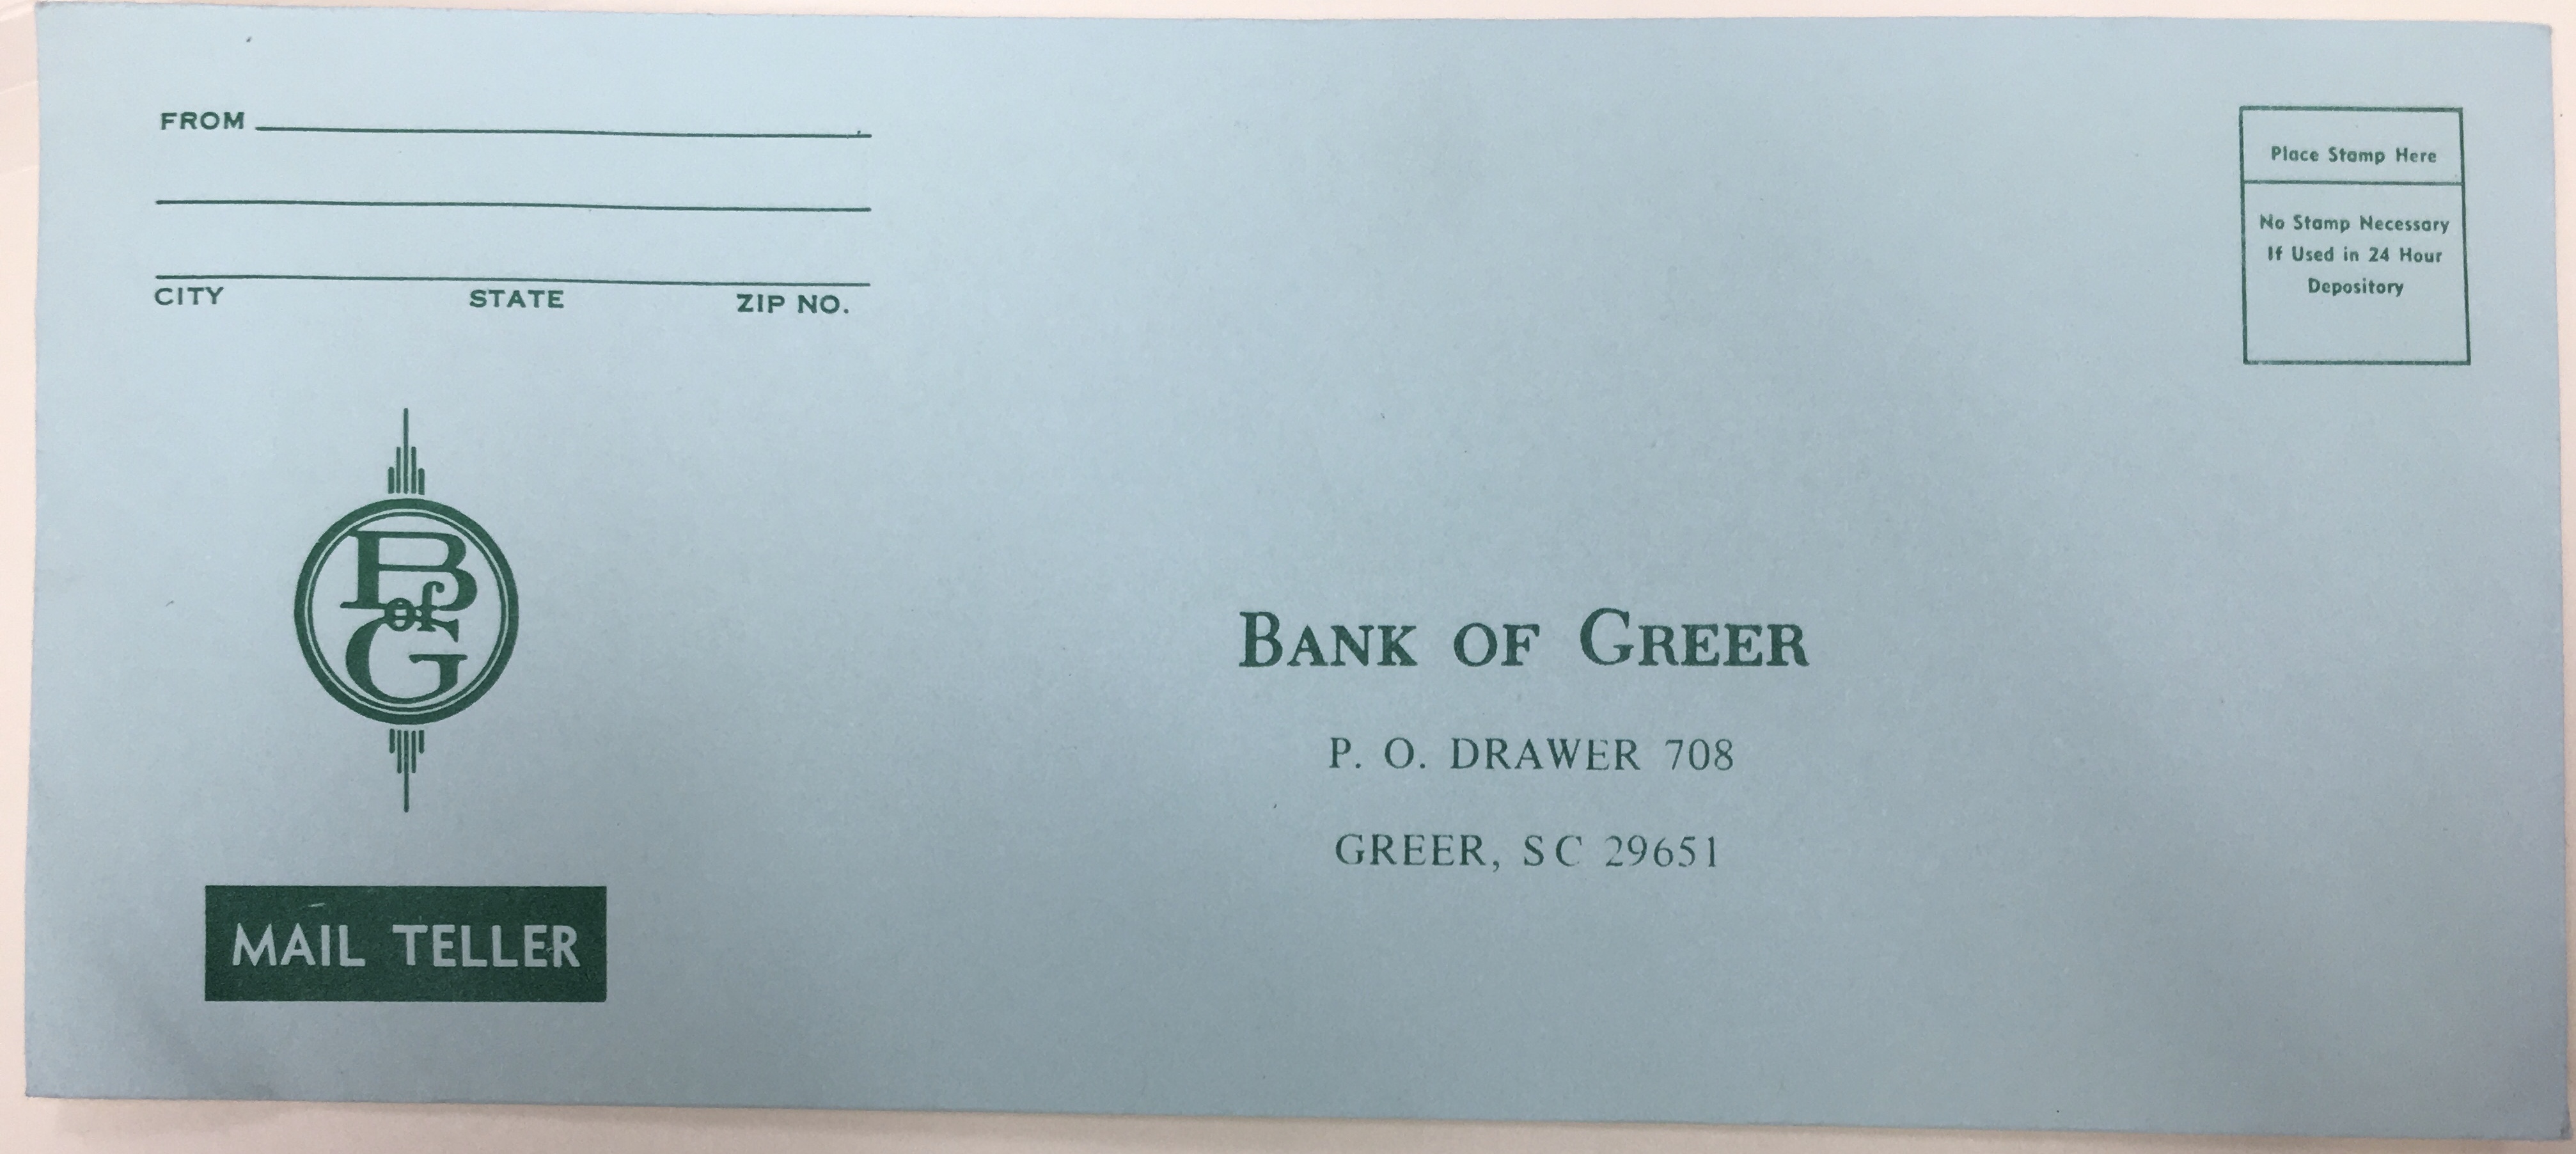 FROM
CITY STATE ZIP NO.
Place Stamp Here
No Stamp Necessary
If Used in 24 Hour
Depository
B
of
G
MAIL TELLER
BANK OF GREER
P. O. DRAWER 708
GREER, SC 29651